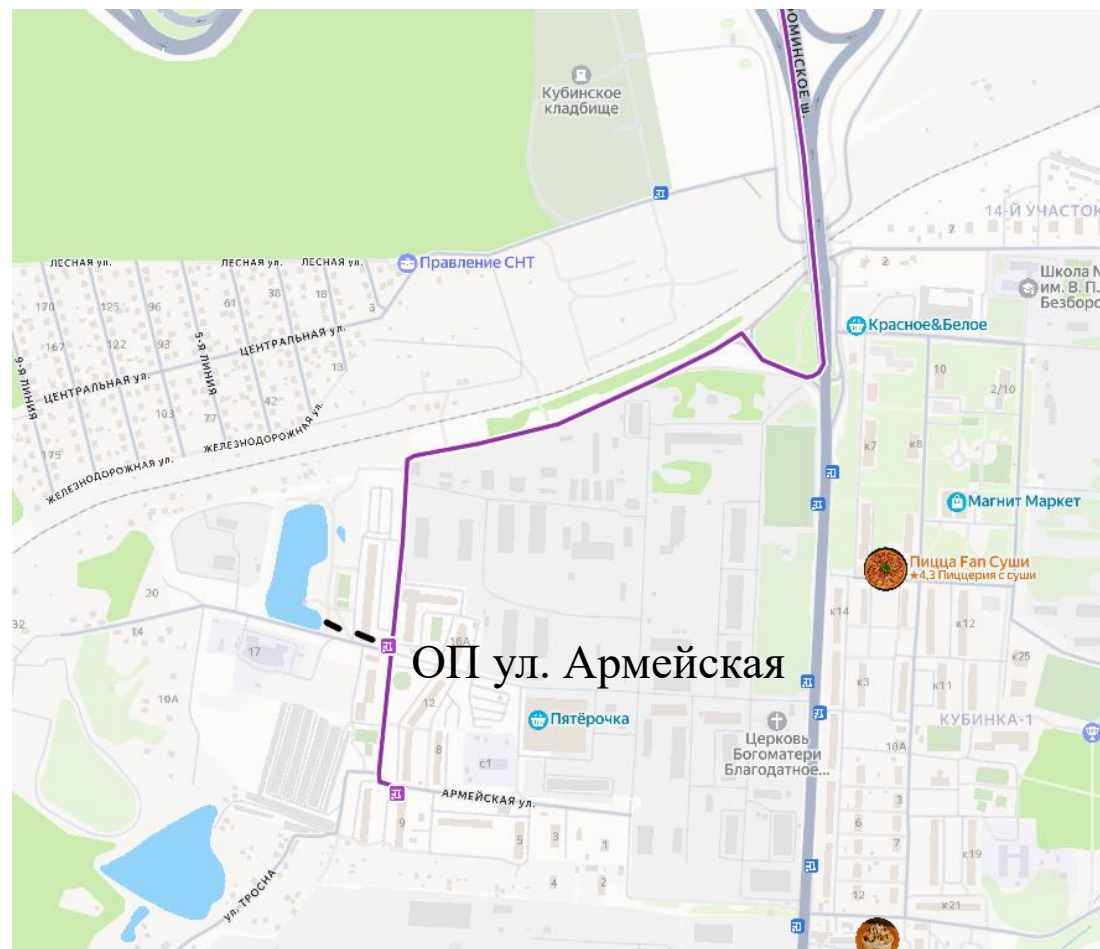 ФОМИНСКОЕ ш.
Кубинское
кладбище
14-Й УЧАСТОК
7
2
ЛЕСНАЯ ул.
ЛЕСНАЯ ул.
ЛЕСНАЯ ул.
Правление СНТ
Школа №
им. В. П.
Безборо
170
125
96
61
38
18
3
Красное&Белое
167
122
93
5-Я ЛИНИЯ
ЦЕНТРАЛЬНАЯ ул.
13
9-Я ЛИНИЯ
ЦЕНТРАЛЬНАЯ ул.
10
2/10
103
77
42
175
ЖЕЛЕЗНОДОРОЖНАЯ ул.
ЖЕЛЕЗНОДОРОЖНАЯ ул.
к7
к8
Магнит Маркет
Пицца Fan Суши
★4,3 Пиццерия с суши
20
32
14
17
16А
к14
к12
ОП ул. Армейская
к25
10А
12
к3
к11
Пятёрочка
КУБИНКА-1
Церковь
Богоматери
Благодатное...
8
с1
10А
АРМЕЙСКАЯ ул.
9
5
3
1
3
6
7
4
2
к19
ул. ТРОСНА
12
к21